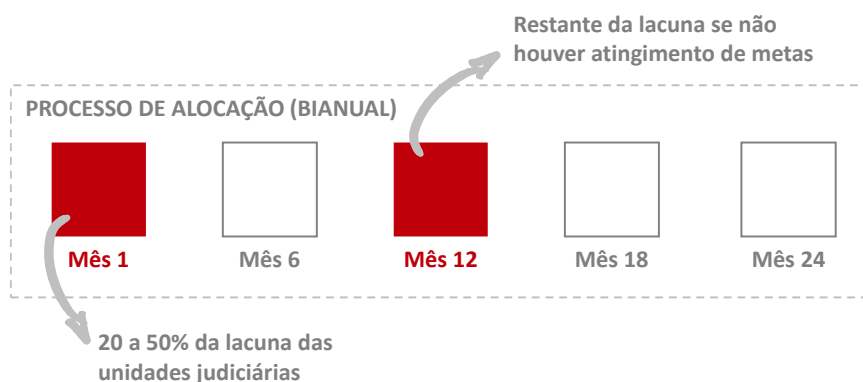 Restante da lacuna se não
houver atingimento de metas
PROCESSO DE ALOCAÇÃO (BIANUAL)
Mês 1
Mês 6
Mês 12
Mês 18
Mês 24
20 a 50% da lacuna das
unidades judiciárias